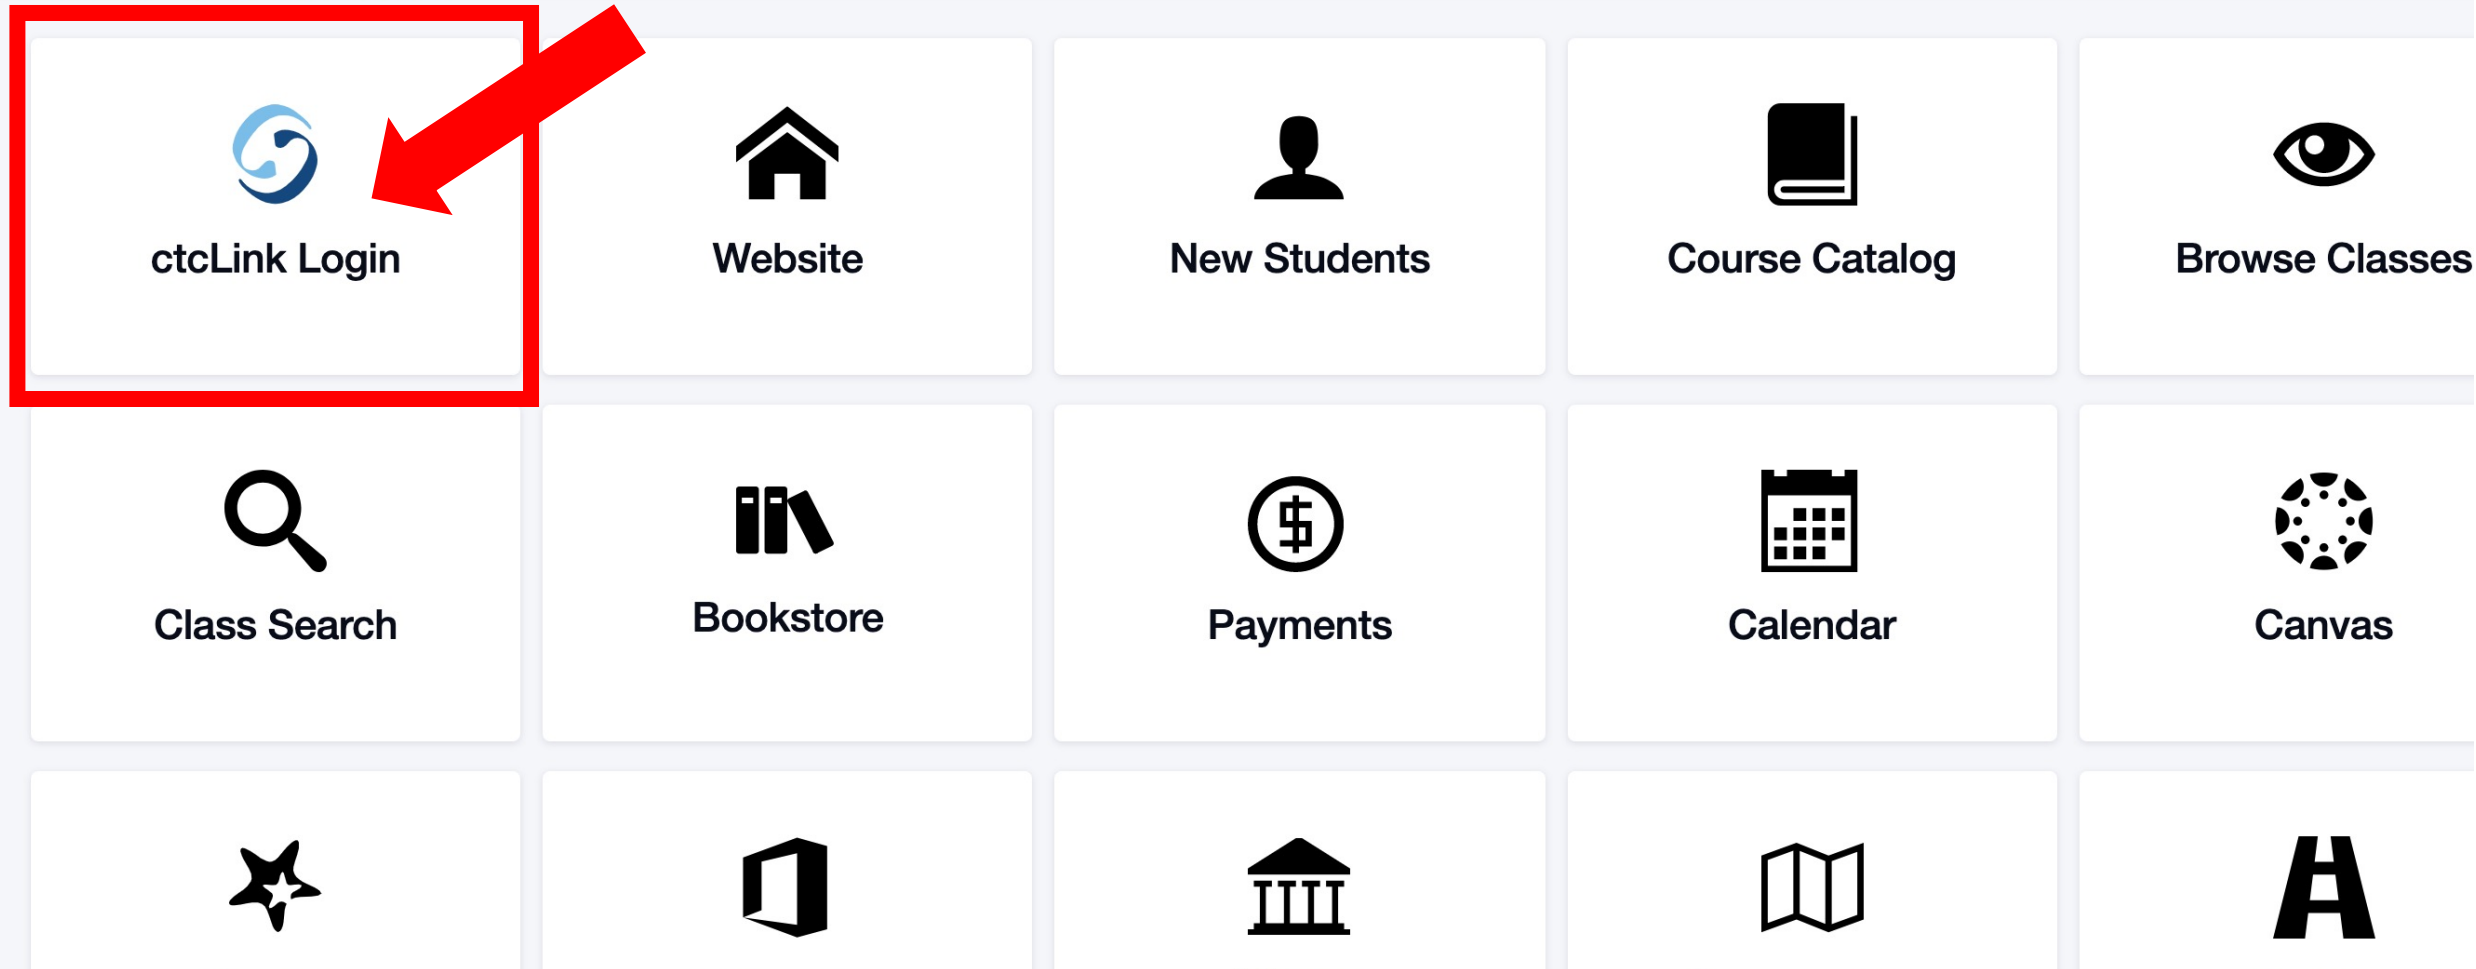 ctcLink Login
Website
New Students
Course Catalog
Browse Classes
Class Search
Bookstore
Payments
Calendar
Canvas